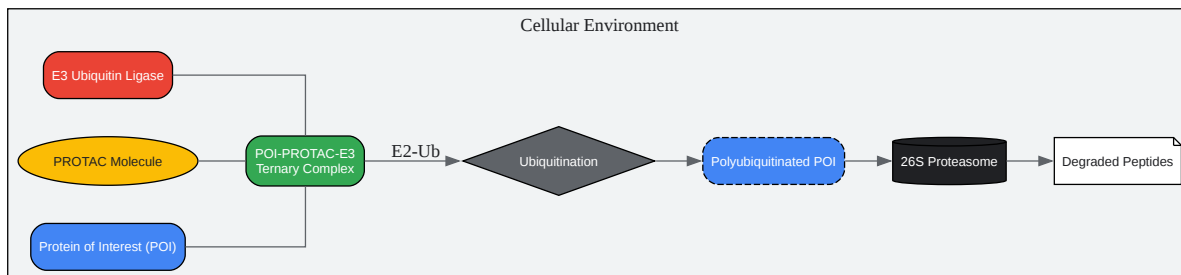 Cellular Environment
E3 Ubiquitin Ligase
PROTAC Molecule
POI-PROTAC-E3
Ternary Complex
E2-Ub
Ubiquitination
Polyubiquitinated POI
26S Proteasome
Degraded Peptides
Protein of Interest (POI)